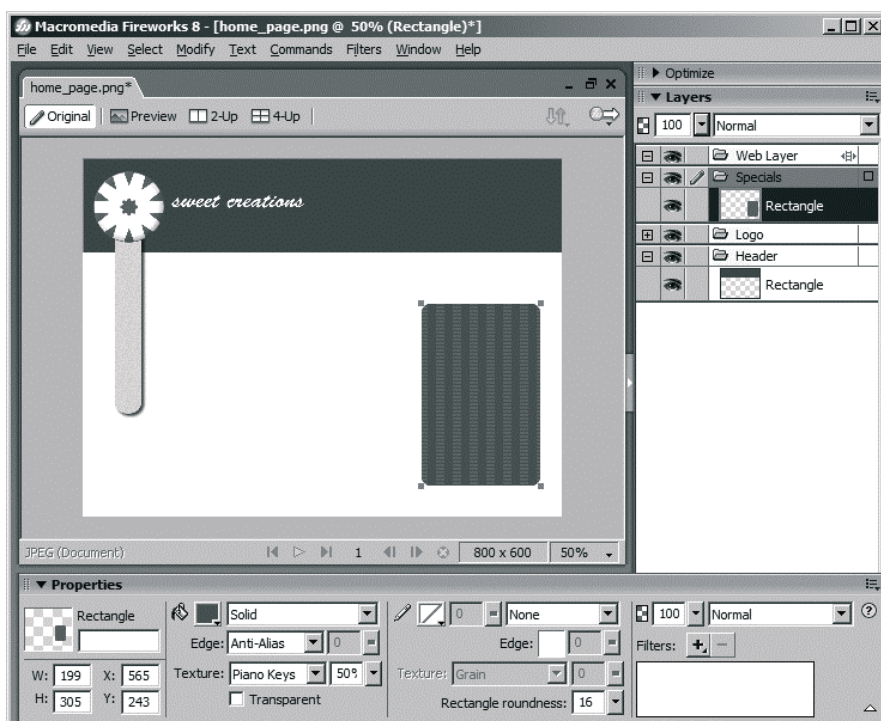 Macromedia Fireworks 8 - [home_page.png @ 50% (Rectangle)*]
File Edit View Select Modify Text Commands Filters Window Help
home_page.png*
Original Preview 2-Up 4-Up
sweet creations
JPEG (Document) 1 800 x 600 50%
Optimize
Layers
100 Normal
Web Layer
Specials
Rectangle
Logo
Header
Rectangle
Properties
Rectangle Solid 0 None 100 Normal ?
Edge: Anti-Alias 0 Edge: 0 Filters:
W: 199 X: 565 Texture: Piano Keys 50% Texture: Grain 0
H: 305 Y: 243 Transparent Rectangle roundness: 16